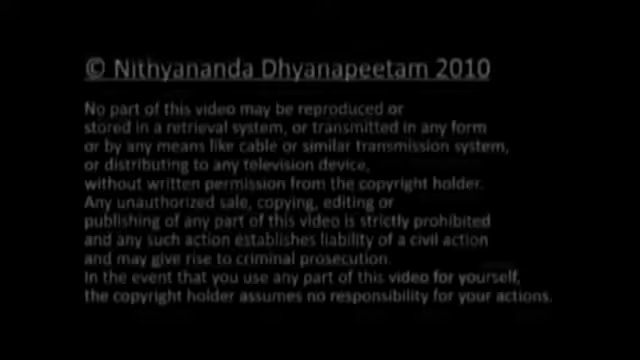 © Nithyananda Dhyanapeetam 2010
No part of this video may be reproduced or
stored in a retrieval system, or transmitted in any form
or by any means like cable or similar transmission system,
or distributing to any television device,
without written permission from the copyright holder.
Any unauthorized sale, copying, editing or
publishing of any part of this video is strictly prohibited
and any such action establishes liability of a civil action
and may give rise to criminal prosecution.
In the event that you use any part of this video for yourself,
the copyright holder assumes no responsibility for your actions.